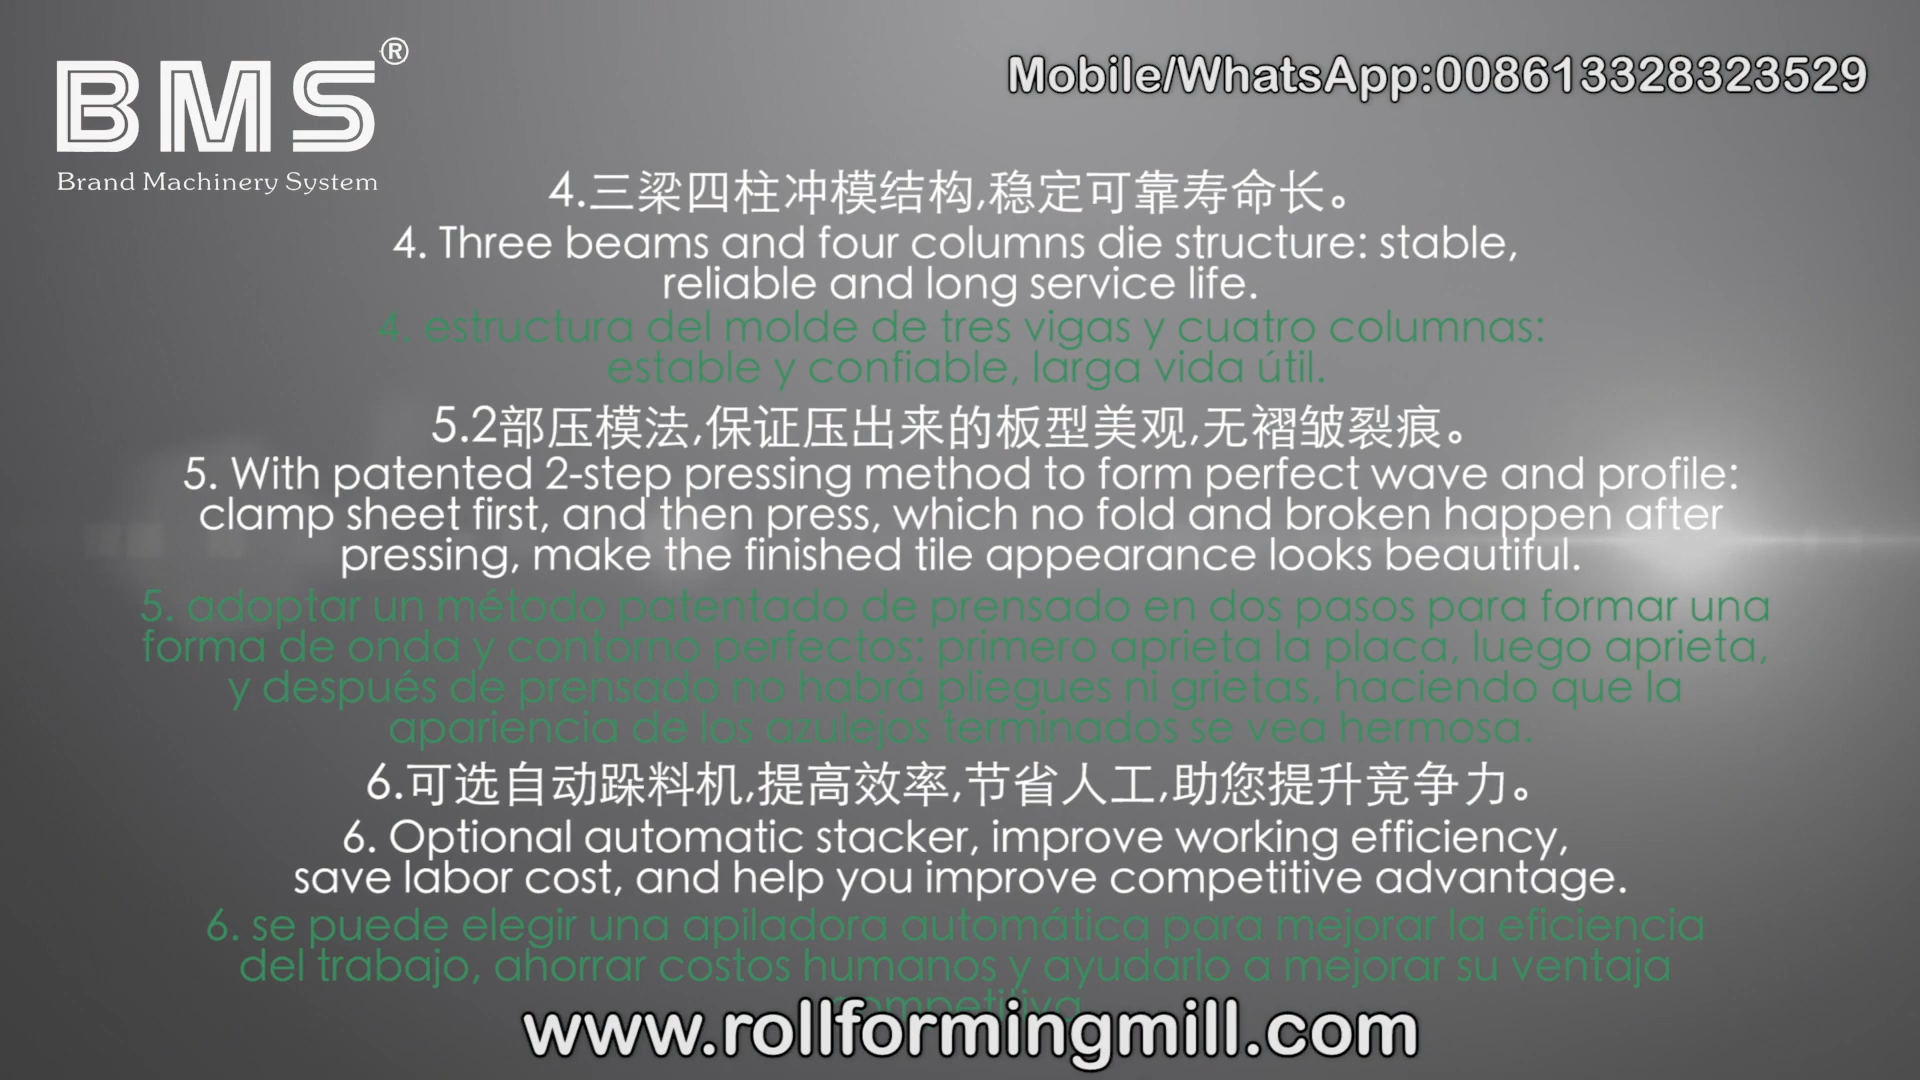 BMS®
Brand Machinery System
Mobile/WhatsApp:008613328323529
4.三梁四柱冲模结构,稳定可靠寿命长。
4. Three beams and four columns die structure: stable,
reliable and long service life.
4. estructura del molde de tres vigas y cuatro columnas:
estable y confiable, larga vida útil.
5.2部压模法,保证压出来的板型美观,无褶皱裂痕。
5. With patented 2-step pressing method to form perfect wave and profile:
clamp sheet first, and then press, which no fold and broken happen after
pressing, make the finished tile appearance looks beautiful.
5. adoptar un método patentado de prensado en dos pasos para formar una
forma de onda y contorno perfectos: primero aprieta la placa, luego aprieta,
y después de prensado no habrá pliegues ni grietas, haciendo que la
apariencia de los azulejos terminados se vea hermosa.
6.可选自动跺料机,提高效率,节省人工,助您提升竞争力。
6. Optional automatic stacker, improve working efficiency,
save labor cost, and help you improve competitive advantage.
6. se puede elegir una apiladora automática para mejorar la eficiencia
del trabajo, ahorrar costos humanos y ayudarlo a mejorar su ventaja
competitiva.
www.rollformingmill.com